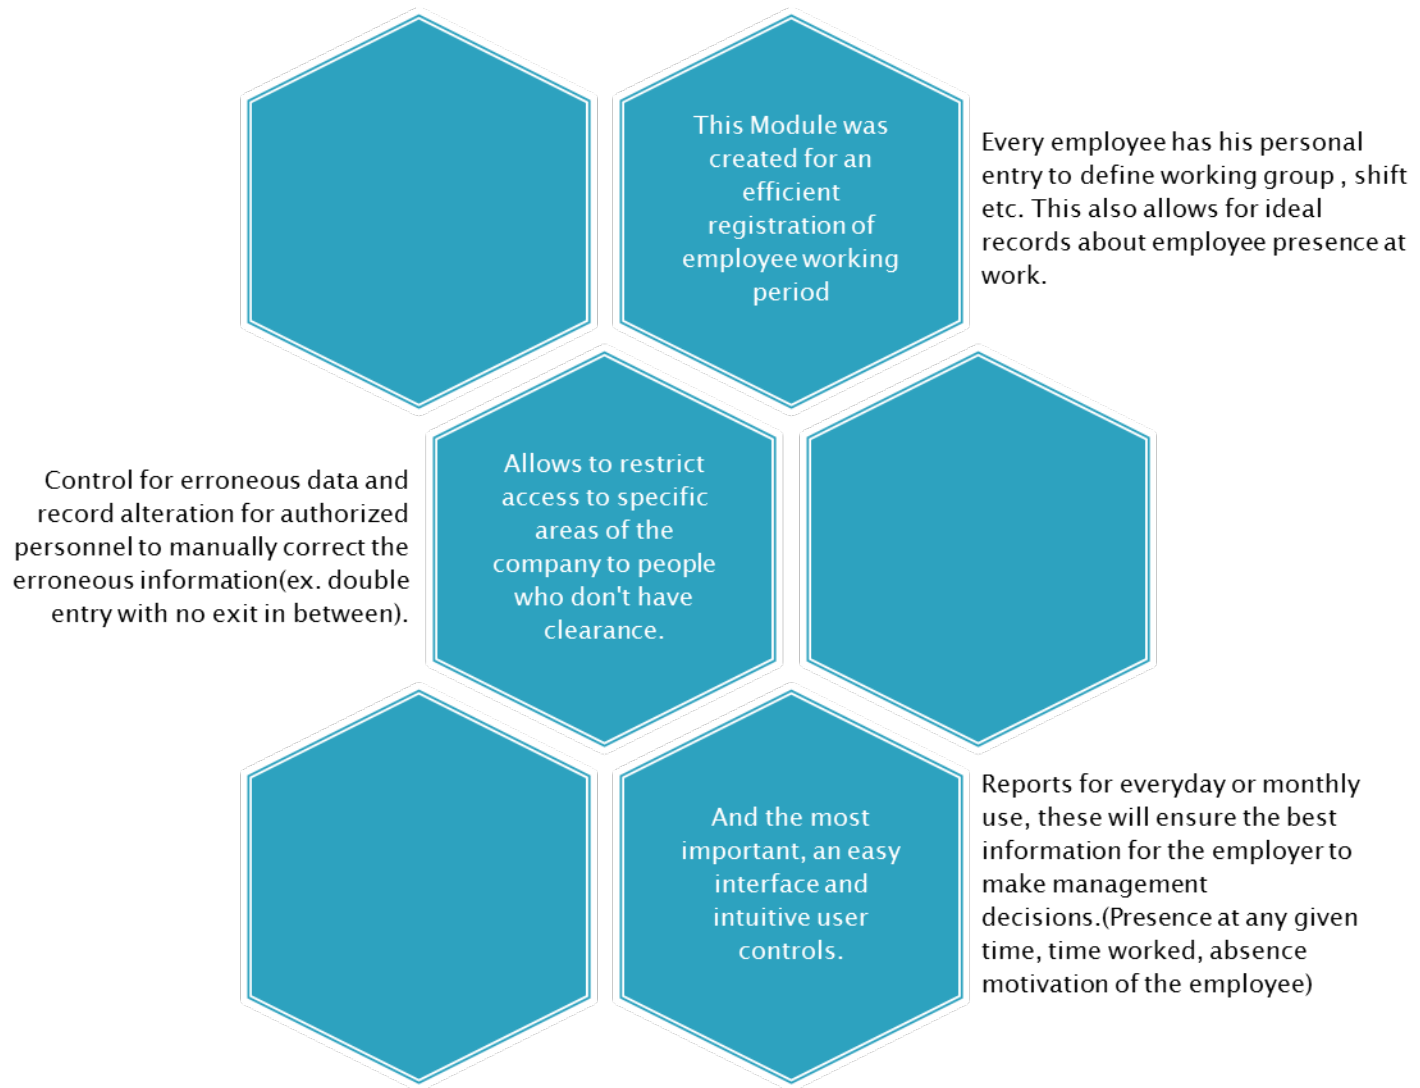 This Module was
created for an
efficient
registration of
employee working
period
Every employee has his personal
entry to define working group , shift
etc. This also allows for ideal
records about employee presence at
work.
Control for erroneous data and
record alteration for authorized
personnel to manually correct the
erroneous information(ex. double
entry with no exit in between).
Allows to restrict
access to specific
areas of the
company to people
who don't have
clearance.
And the most
important, an easy
interface and
intuitive user
controls.
Reports for everyday or monthly
use, these will ensure the best
information for the employer to
make management
decisions.(Presence at any given
time, time worked, absence
motivation of the employee)